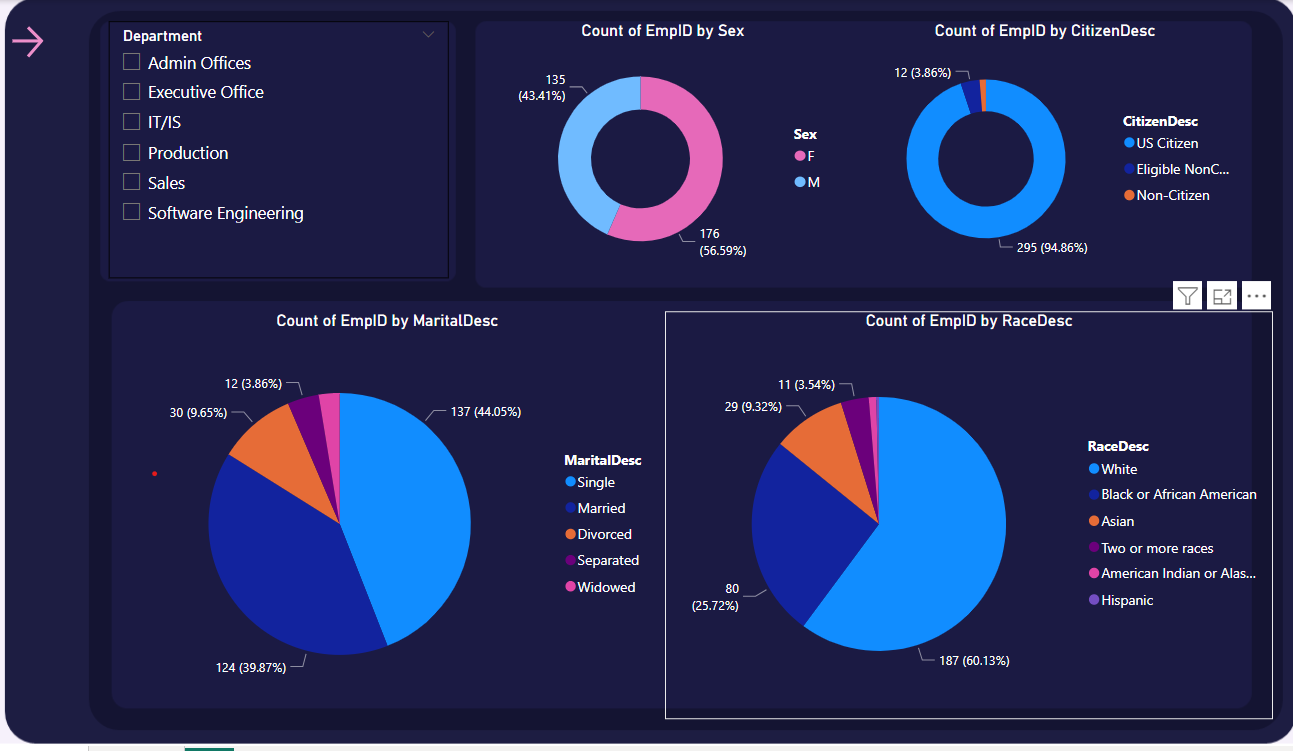 Department
Admin Offices
Executive Office
IT/IS
Production
Sales
Software Engineering
Count of EmpID by Sex
135
(43.41%)
176
(56.59%)
Sex
F
M
Count of EmpID by CitizenDesc
12 (3.86%)
295 (94.86%)
CitizenDesc
US Citizen
Eligible NonC...
Non-Citizen
Count of EmpID by MaritalDesc
12 (3.86%)
30 (9.65%)
137 (44.05%)
124 (39.87%)
MaritalDesc
Single
Married
Divorced
Separated
Widowed
Count of EmpID by RaceDesc
11 (3.54%)
29 (9.32%)
80
(25.72%)
187 (60.13%)
RaceDesc
White
Black or African American
Asian
Two or more races
American Indian or Alas...
Hispanic